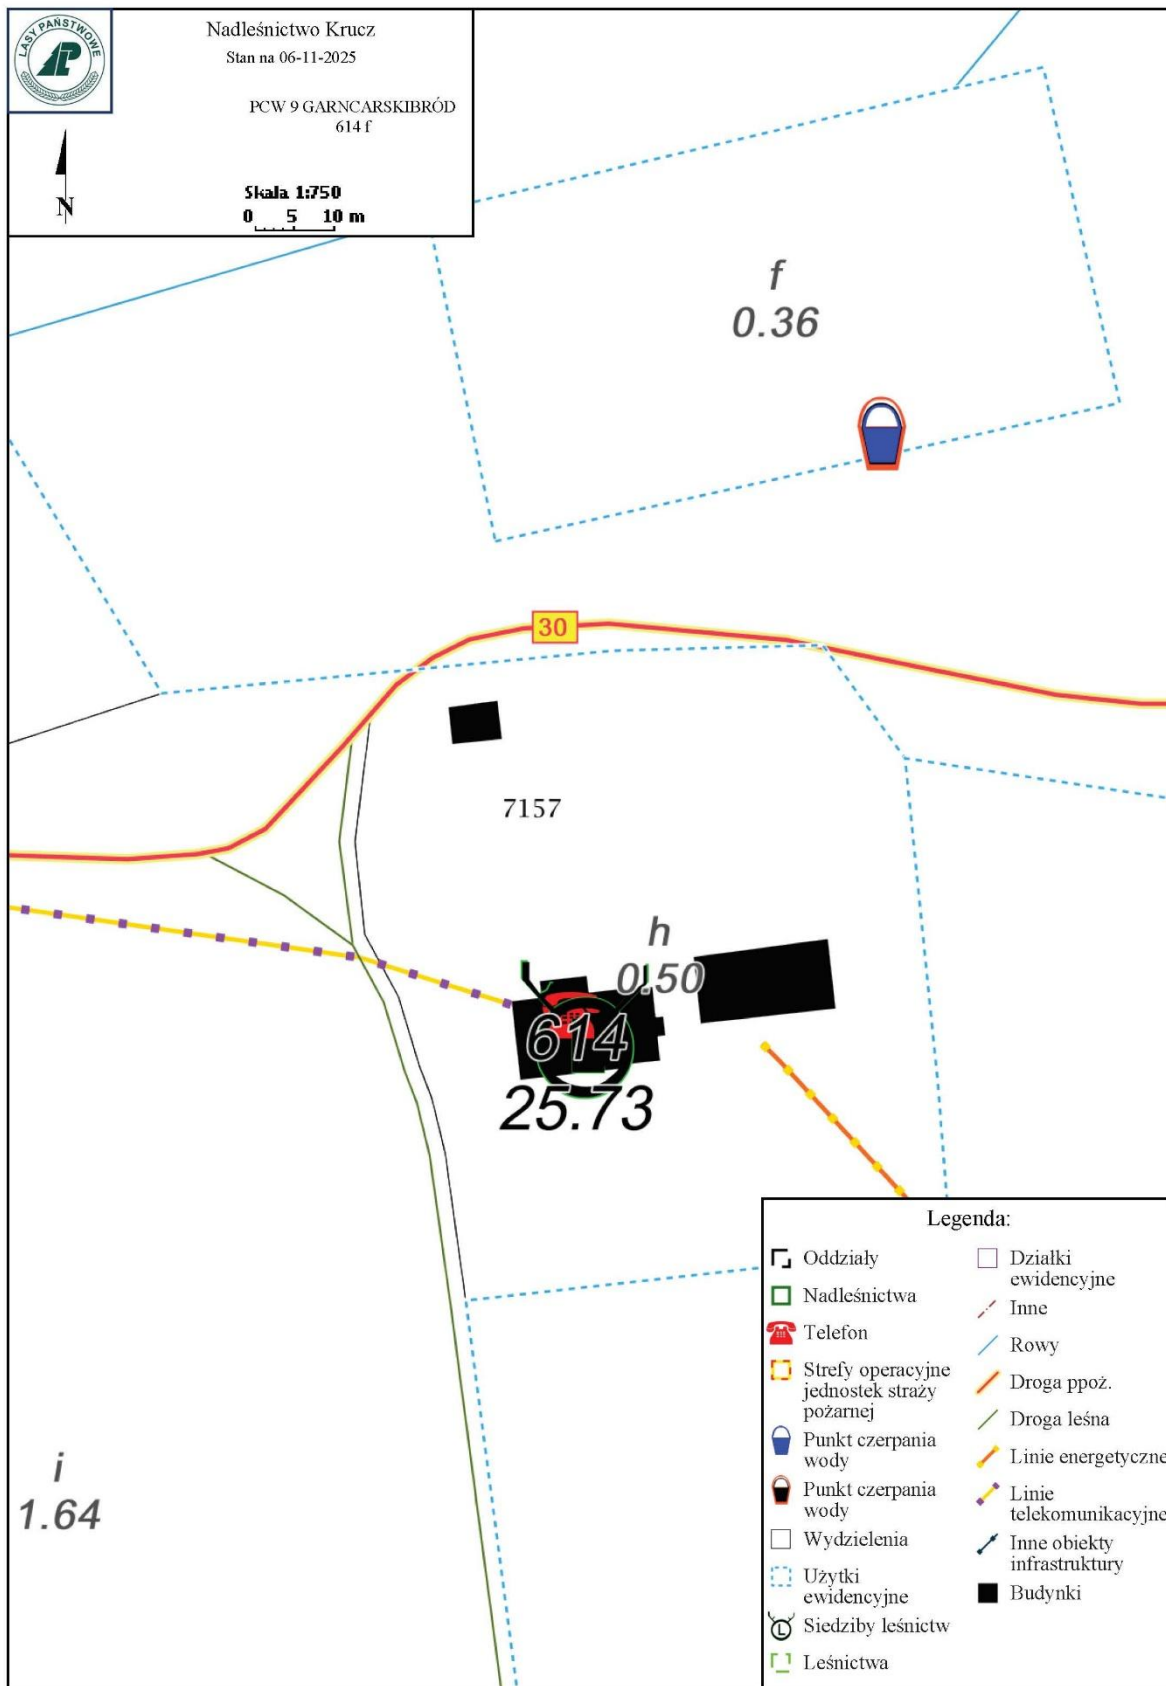 LASY PAŃSTWOWE
Nadleśnictwo Krucz
Stan na 06-11-2025
PCW 9 GARNCARSKIBRÓD
614 f
N
Skala 1:750
0 5 10 m
f
0.36
30
7157
h
0.50
614
25.73
i
1.64
Legenda:
Oddziały
Nadleśnictwa
Telefon
Strefy operacyjne
jednostek straży
pożarnej
Punkt czerpania
wody
Punkt czerpania
wody
Wydzielenia
Użytki
ewidencyjne
L
Siedziby leśnictw
Leśnictwa
Działki
ewidencyjne
Inne
Rowy
Droga ppoż.
Droga leśna
Linie energetyczne
Linie
telekomunikacyjne
Inne obiekty
infrastruktury
Budynki